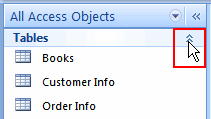 All Access Objects
Tables
Books
Customer Info
Order Info